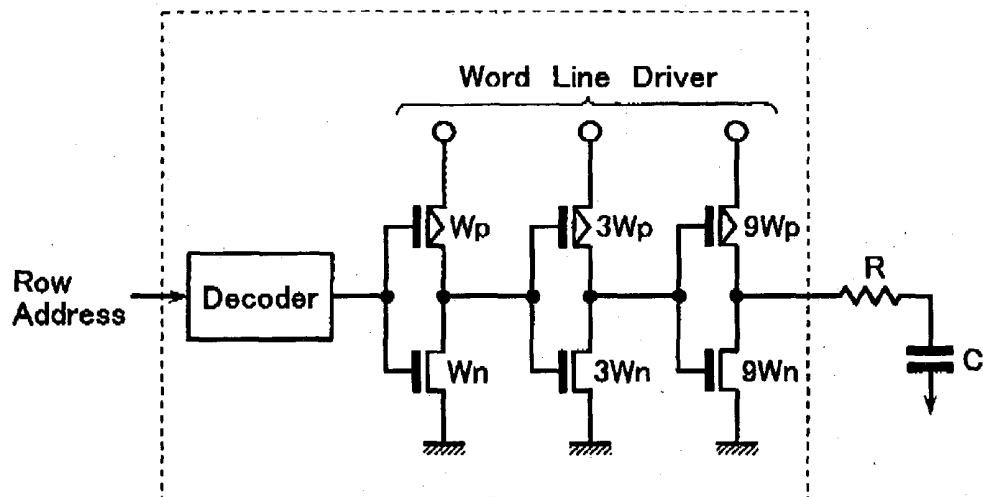 Word Line Driver
Wp
3Wp
9Wp
Row
Address
Decoder
R
Wn
3Wn
9Wn
C